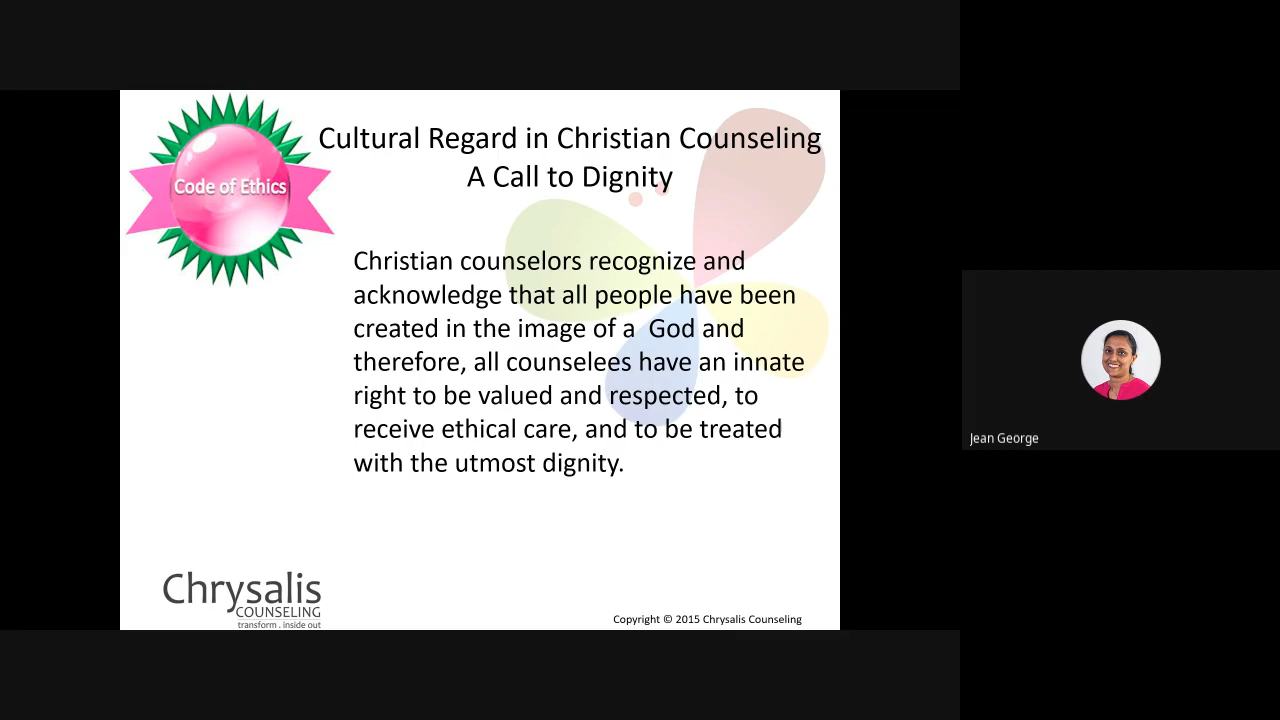 Code of Ethics
Cultural Regard in Christian Counseling
A Call to Dignity
Christian counselors recognize and
acknowledge that all people have been
created in the image of a  God and
therefore, all counselees have an innate
right to be valued and respected, to
receive ethical care, and to be treated
with the utmost dignity.
Chrysalis
COUNSELING
transform . inside out
Copyright © 2015 Chrysalis Counseling
Jean George